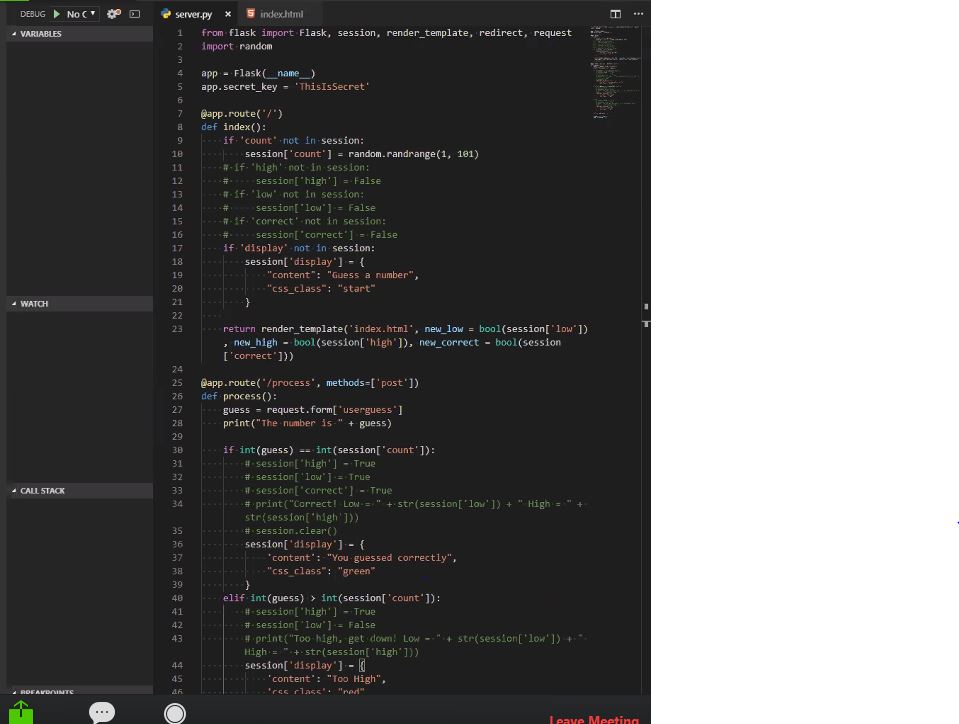 DEBUG No C server.py × index.html ...
VARIABLES
WATCH
CALL STACK
BREAKPOINTS
1 from flask import Flask, session, render_template, redirect, request
2 import random
3
4 app = Flask(__name__)
5 app.secret_key = 'ThisIsSecret'
6
7 @app.route('/')
8 def index():
9 if 'count' not in session:
10 session['count'] = random.randrange(1, 101)
11 # if 'high' not in session:
12 # session['high'] = False
13 # if 'low' not in session:
14 # session['low'] = False
15 # if 'correct' not in session:
16 # session['correct'] = False
17 if 'display' not in session:
18 session['display'] = {
19 "content": "Guess a number",
20 "css_class": "start"
21 }
22
23 return render_template('index.html', new_low = bool(session['low'])
, new_high = bool(session['high']), new_correct = bool(session
['correct']))
24
25 @app.route('/process', methods=['post'])
26 def process():
27 guess = request.form['userguess']
28 print("The number is " + guess)
29
30 if int(guess) == int(session['count']):
31 # session['high'] = True
32 # session['low'] = True
33 # session['correct'] = True
34 # print("Correct! Low = " + str(session['low']) + " High = " +
str(session['high']))
35 # session.clear()
36 session['display'] = {
37 'content': "You guessed correctly",
38 "css_class": "green"
39 }
40 elif int(guess) > int(session['count']):
41 # session['high'] = True
42 # session['low'] = False
43 # print("Too high, get down! Low = " + str(session['low']) + "
High = " + str(session['high']))
44 session['display'] = {
45 'content': "Too High",
46 'css_class': "red"
Leave Meeting